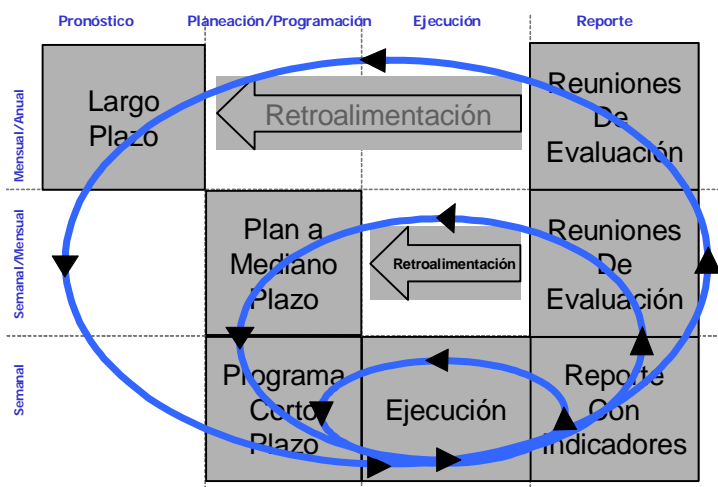 Pronóstico
Planeación/Programación
Ejecución
Reporte
Mensual/Anual
Largo
Plazo
Retroalimentación
Reuniones
De
Evaluación
Semanal/Mensual
Plan a
Mediano
Plazo
Retroalimentación
Reuniones
De
Evaluación
Semanal
Programa
Corto
Plazo
Ejecución
Reporte
Con
Indicadores